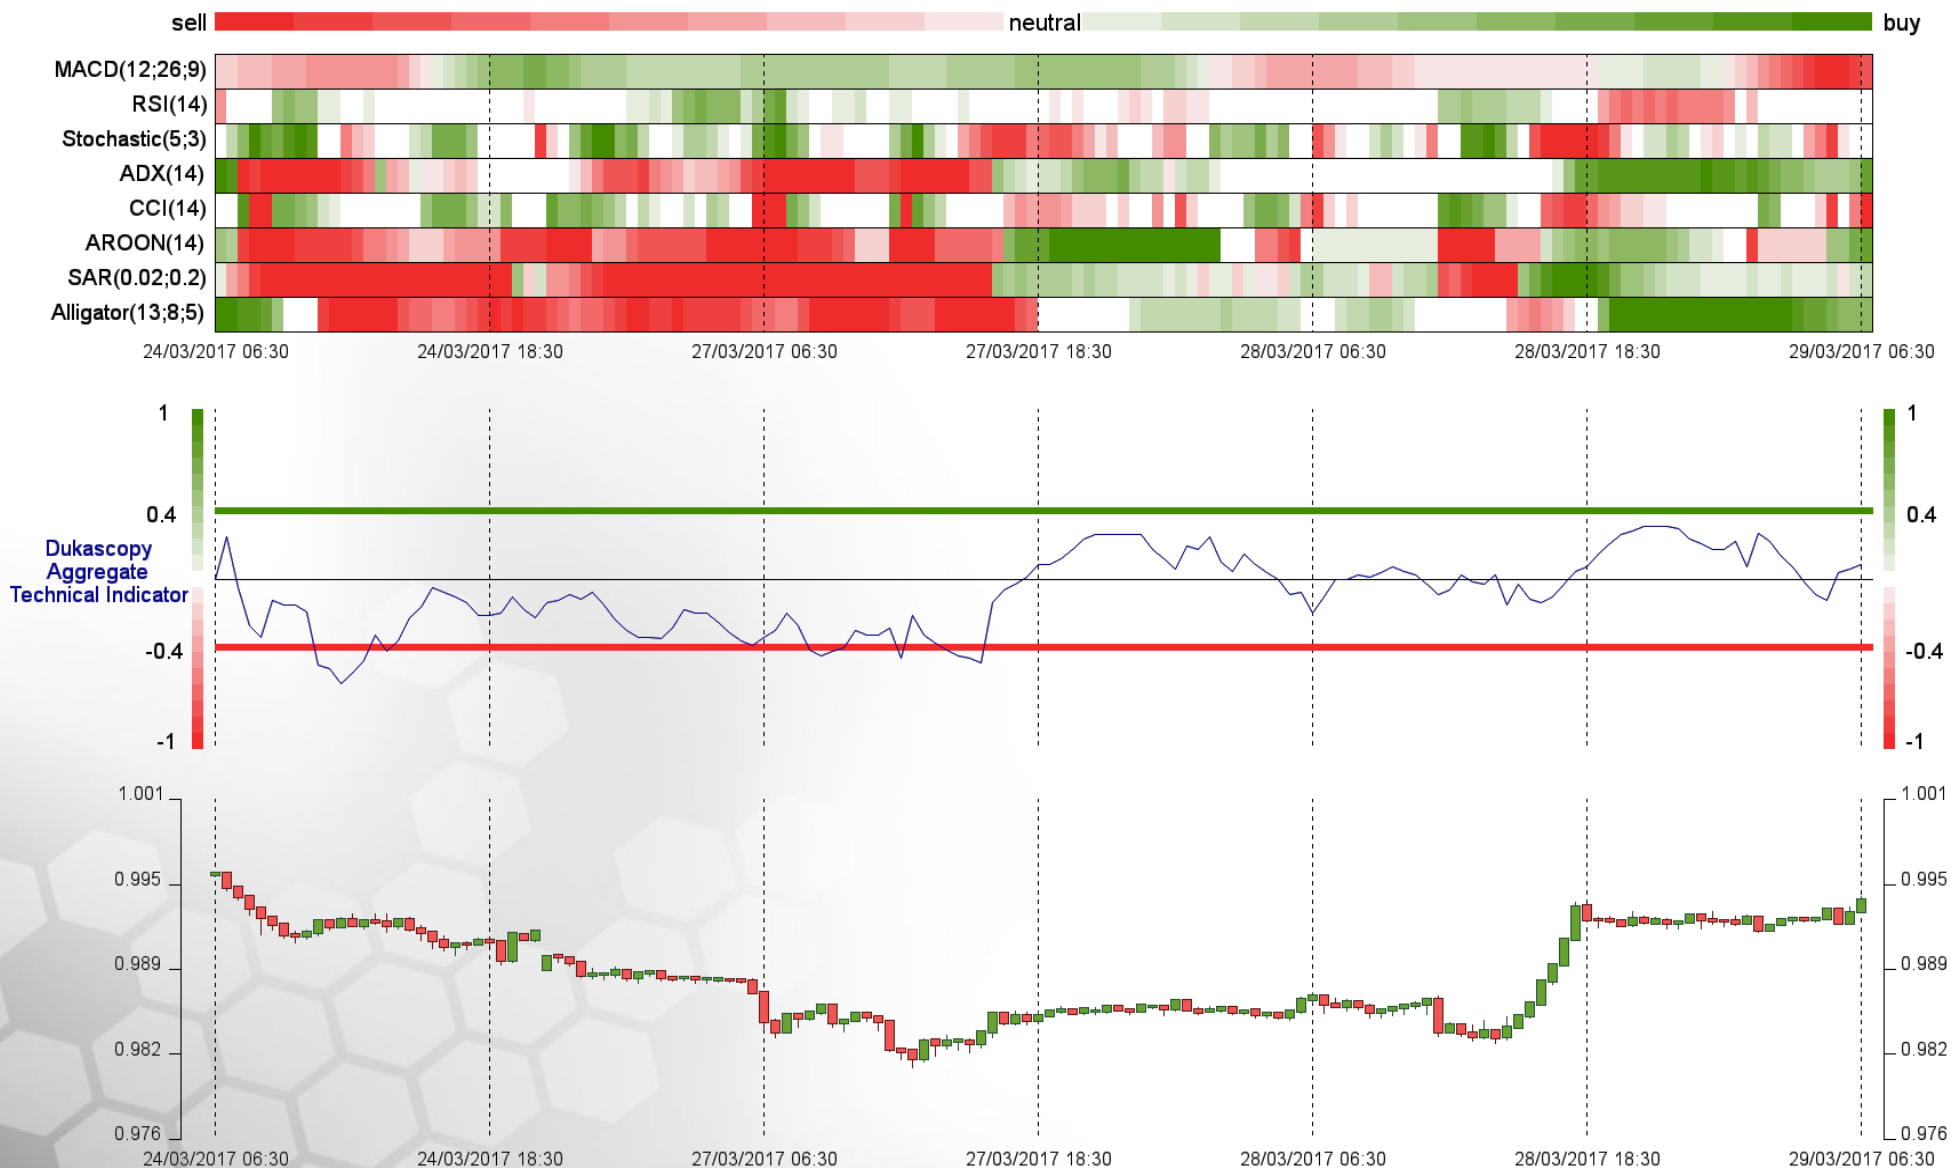 sell neutral buy
MACD(12;26;9)
RSI(14)
Stochastic(5;3)
ADX(14)
CCI(14)
AROON(14)
SAR(0.02;0.2)
Alligator(13;8;5)
24/03/2017 06:30 24/03/2017 18:30 27/03/2017 06:30 27/03/2017 18:30 28/03/2017 06:30 28/03/2017 18:30 29/03/2017 06:30
1 1
0.4 0.4
Dukascopy
Aggregate
Technical Indicator
-0.4 -0.4
-1 -1
1.001 1.001
0.995 0.995
0.989 0.989
0.982 0.982
0.976 0.976
24/03/2017 06:30 24/03/2017 18:30 27/03/2017 06:30 27/03/2017 18:30 28/03/2017 06:30 28/03/2017 18:30 29/03/2017 06:30